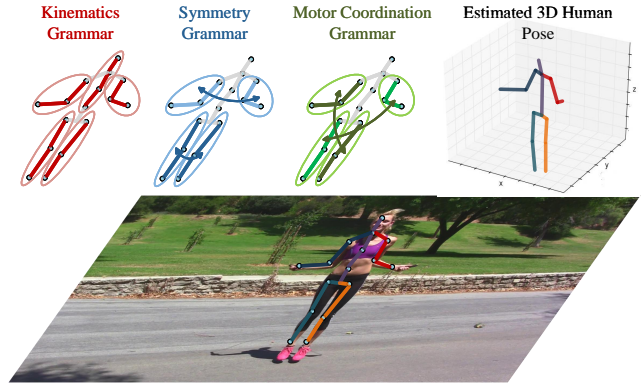 Kinematics
Grammar
Symmetry
Grammar
Motor Coordination
Grammar
Estimated 3D Human
Pose
z
y
x